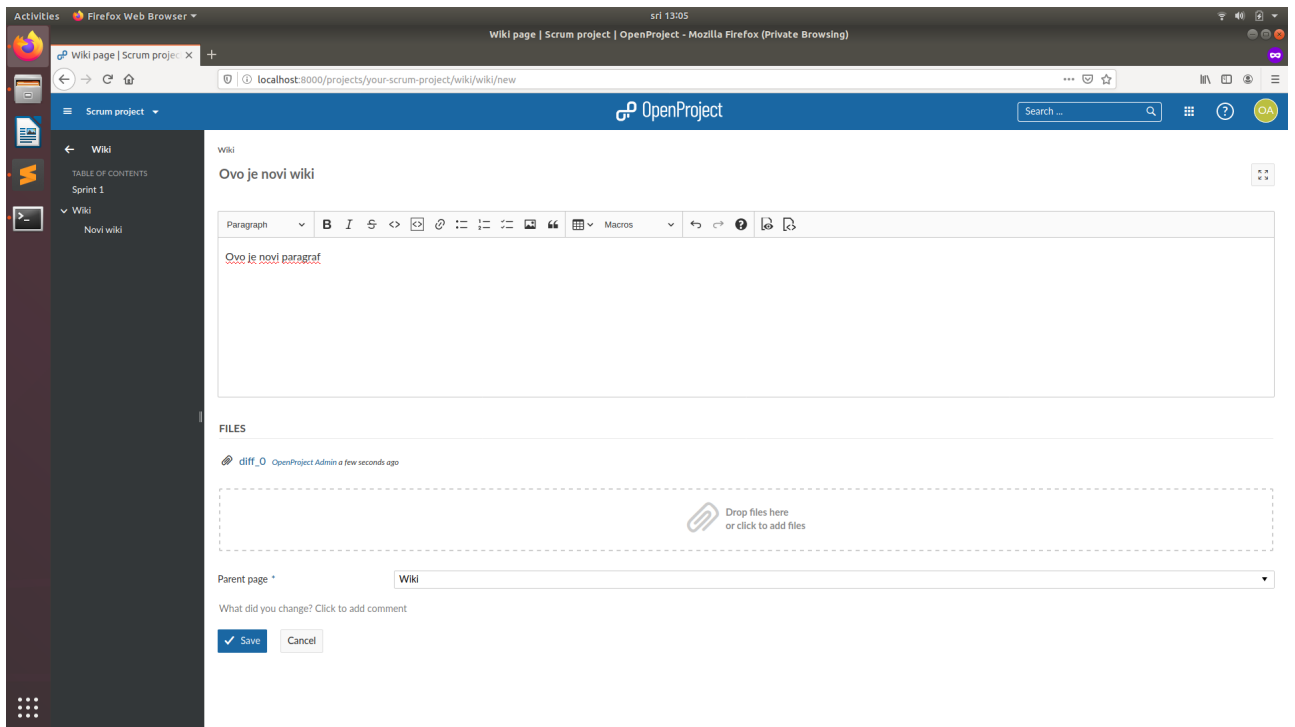 Activities Firefox Web Browser sri 13:05
Wiki page | Scrum project | OpenProject - Mozilla Firefox (Private Browsing)
Wiki page | Scrum projec
localhost:8000/projects/your-scrum-project/wiki/wiki/new
Scrum project OpenProject Search ... OA
Wiki
TABLE OF CONTENTS
Sprint 1
Wiki
Novi wiki
Wiki
Ovo je novi wiki
Paragraph B I S Macros
Ovo je novi paragraf
FILES
diff_0 OpenProject Admin a few seconds ago
Drop files here
or click to add files
Parent page * Wiki
What did you change? Click to add comment
Save Cancel